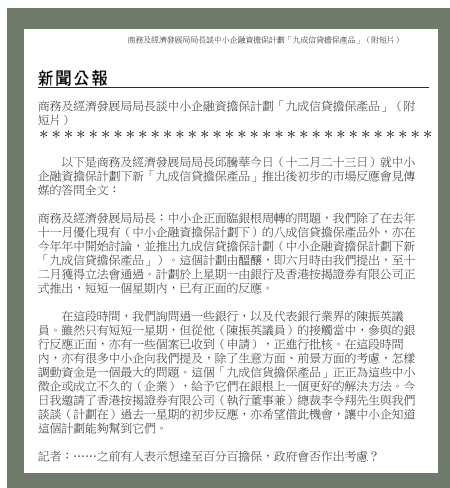 商務及經濟發展局局長談中小企融資擔保計劃「九成信貸擔保產品」（附短片）
新聞公報
商務及經濟發展局局長談中小企融資擔保計劃「九成信貸擔保產品」（附
短片）
＊＊＊＊＊＊＊＊＊＊＊＊＊＊＊＊＊＊＊＊＊＊＊＊＊＊＊＊＊＊＊＊
以下是商務及經濟發展局局長邱騰華今日（十二月二十三日）就中小
企融資擔保計劃下新「九成信貸擔保產品」推出後初步的市場反應會見傳
媒的答問全文：
商務及經濟發展局局長：中小企正面臨銀根周轉的問題，我們除了在去年
十一月優化現有（中小企融資擔保計劃下）的八成信貸擔保產品外，亦在
今年年中開始討論，並推出九成信貸擔保計劃（中小企融資擔保計劃下新
「九成信貸擔保產品」）。這個計劃由醞釀，即六月時由我們提出，至十
二月獲得立法會通過。計劃於上星期一由銀行及香港按揭證券有限公司正
式推出，短短一個星期內，已有正面的反應。
在這段時間，我們詢問過一些銀行，以及代表銀行業界的陳振英議
員。雖然只有短短一星期，但從他（陳振英議員）的接觸當中，參與的銀
行反應正面，亦有一些個案已收到（申請），正進行批核。在這段時間
內，亦有很多中小企向我們提及，除了生意方面、前景方面的考慮，怎樣
調動資金是一個最大的問題。這個「九成信貸擔保產品」正正為這些中小
微企或成立不久的（企業），給予它們在銀根上一個更好的解決方法。今
日我邀請了香港按揭證券有限公司（執行董事兼）總裁李令翔先生與我們
談談（計劃在）過去一星期的初步反應，亦希望借此機會，讓中小企知道
這個計劃能夠幫到它們。
記者：⋯⋯之前有人表示想達至百分百擔保，政府會否作出考慮？